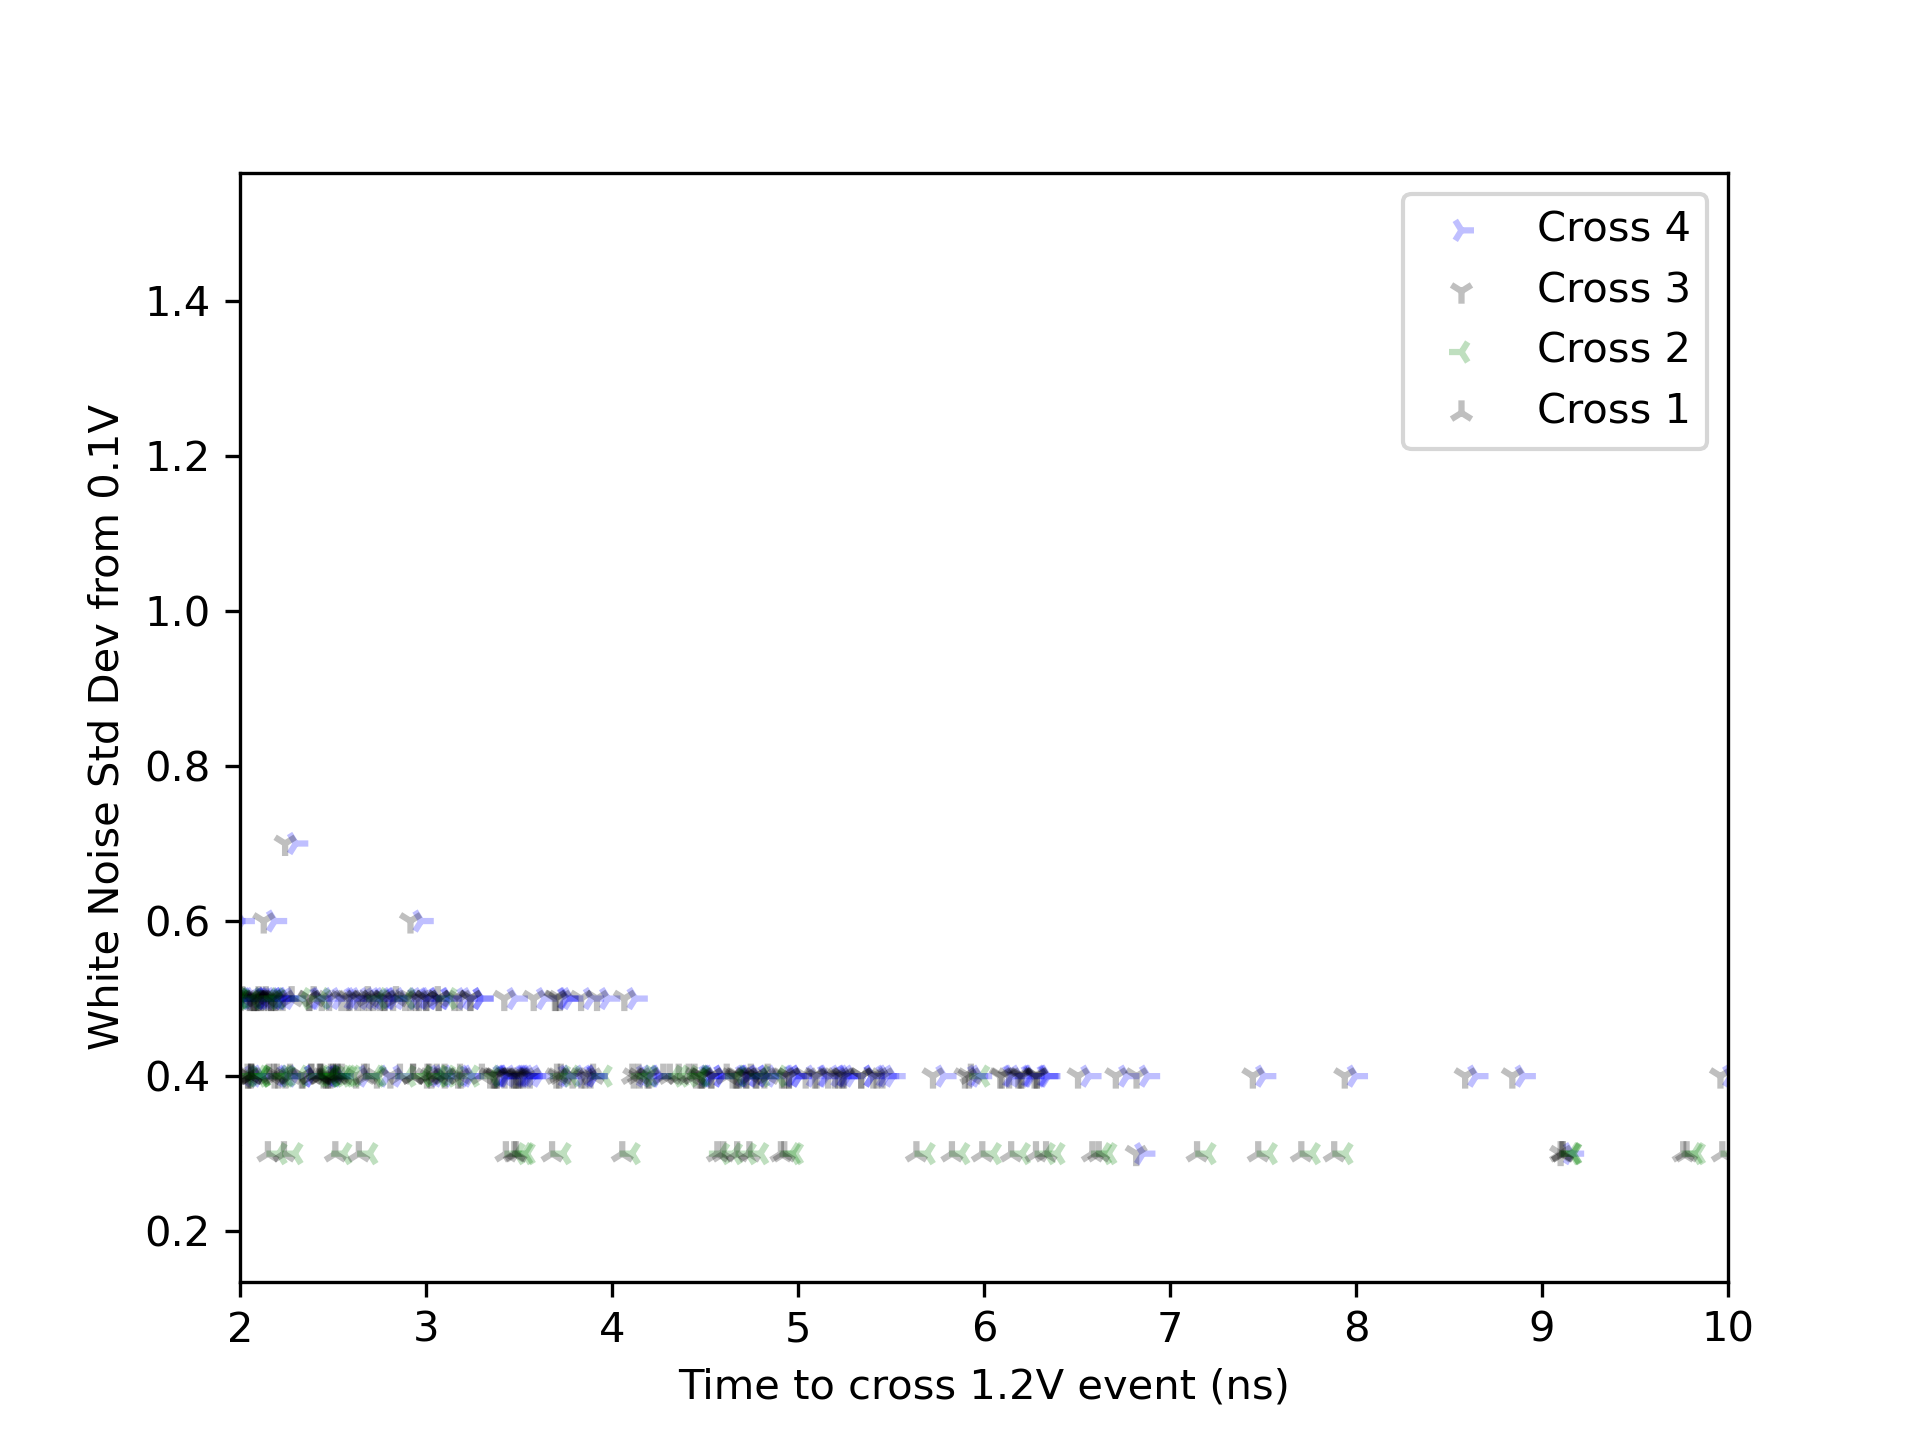 Cross 4
Cross 3
Cross 2
Cross 1
White Noise Std Dev from 0.1V
1.4
1.2
1.0
0.8
0.6
0.4
0.2
2 3 4 5 6 7 8 9 10
Time to cross 1.2V event (ns)